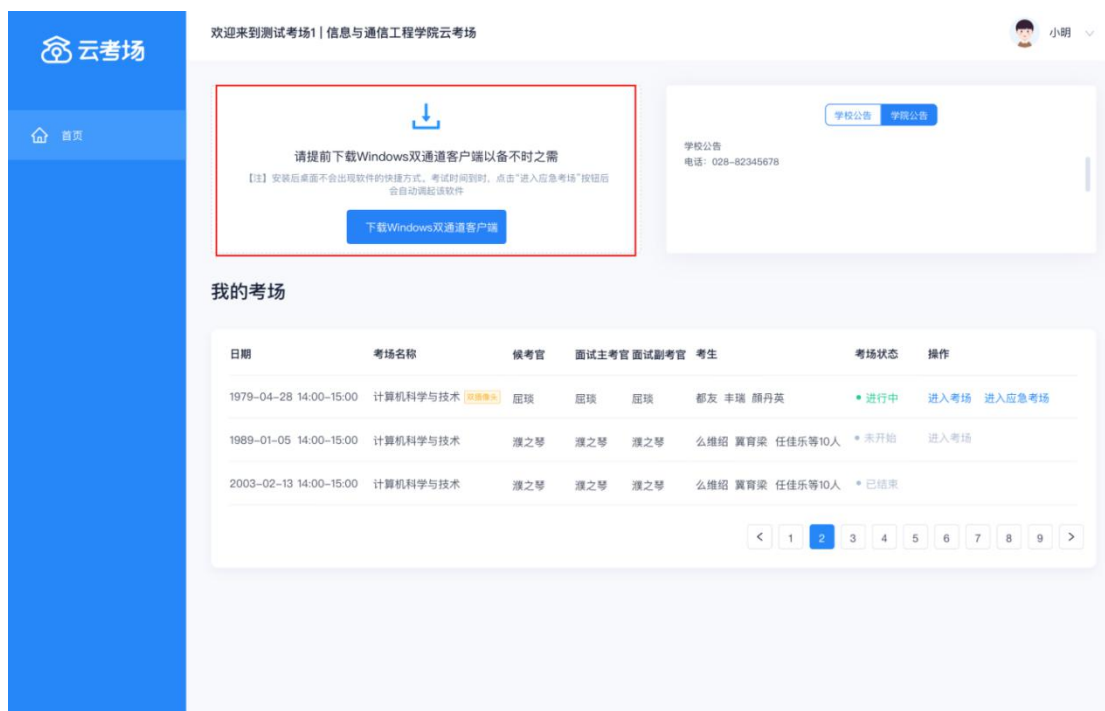 云考场
欢迎来到测试考场1 | 信息与通信工程学院云考场
小明
首页
请提前下载Windows双通道客户端以备不时之需
【注】安装后桌面不会出现软件的快捷方式。考试时间到时，点击“进入应急考场”按钮后
会自动调起该软件
下载Windows双通道客户端
学校公告 学院公告
学校公告
电话：028-82345678
我的考场
日期 考场名称 候考官 面试主考官 面试副考官 考生 考场状态 操作
1979-04-28 14:00-15:00 计算机科学与技术 双摄像头 屈琰 屈琰 屈琰 都友 丰瑞 颜丹英 进行中 进入考场 进入应急考场
1989-01-05 14:00-15:00 计算机科学与技术 濮之琴 濮之琴 濮之琴 么维绍 冀育梁 任佳乐等10人 未开始 进入考场
2003-02-13 14:00-15:00 计算机科学与技术 濮之琴 濮之琴 濮之琴 么维绍 冀育梁 任佳乐等10人 已结束
< 1 2 3 4 5 6 7 8 9 >